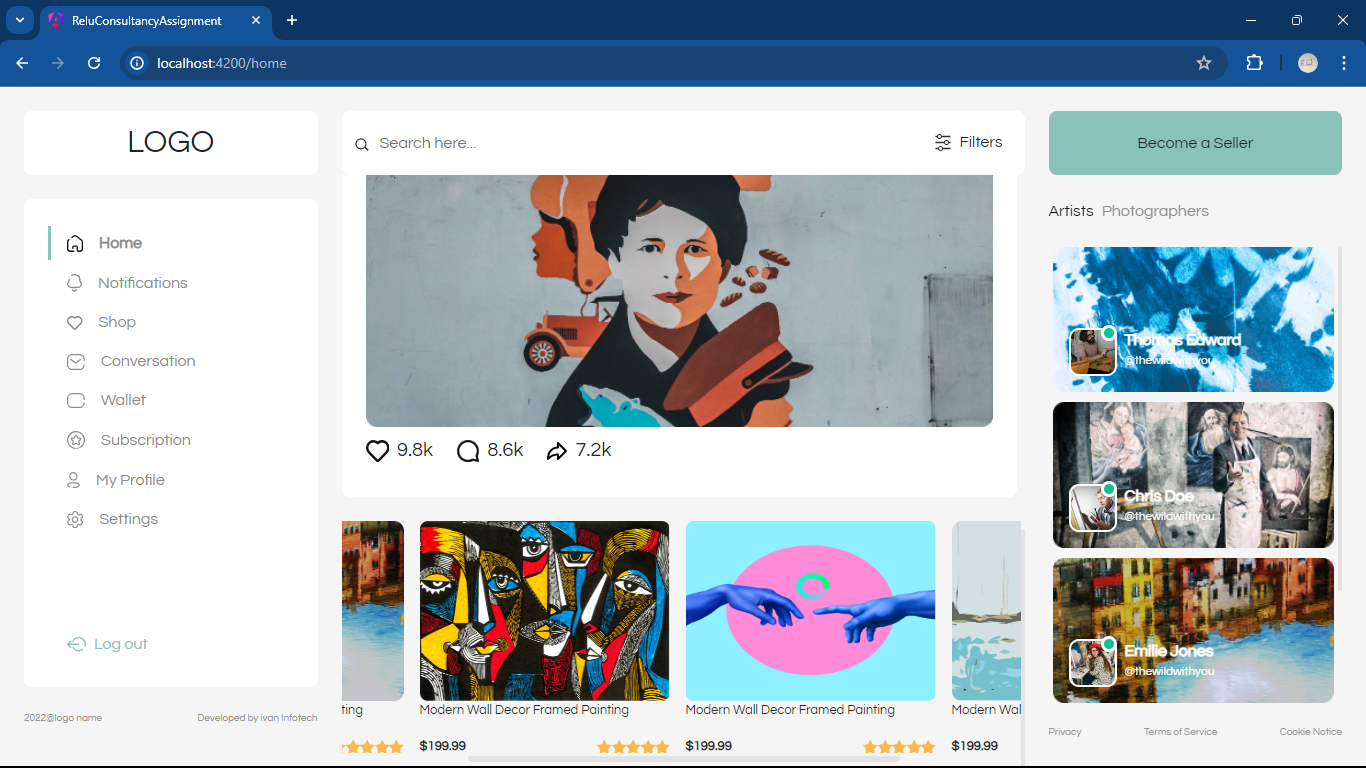 ReluConsultancyAssignment
localhost:4200/home
LOGO
Search here...
Filters
Become a Seller
Artists Photographers
Home
Notifications
Shop
Conversation
Wallet
Subscription
My Profile
Settings
Log out
2022@logo name
Developed by ivan Infotech
9.8k
8.6k
7.2k
ting
Modern Wall Decor Framed Painting
$199.99
Modern Wall Decor Framed Painting
$199.99
Modern Wal
$199.99
Thomas Edward
@thewildwithyou
Chris Doe
@thewildwithyou
Emilie Jones
@thewildwithyou
Privacy
Terms of Service
Cookie Notice